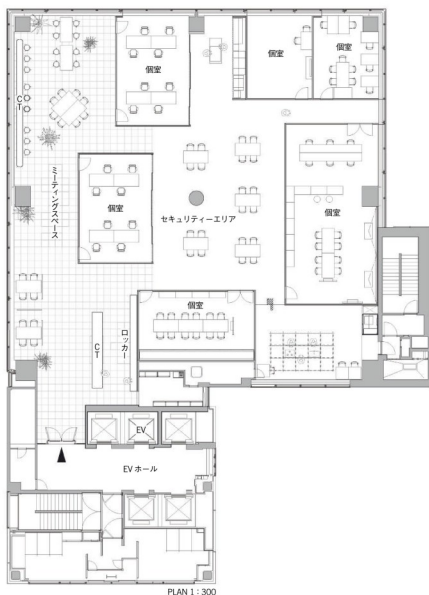 個室
個室
個室
CT
ミーティングスペース
個室
個室
セキュリティーエリア
個室
ロッカー
CT
EV
EVホール
PLAN 1：300